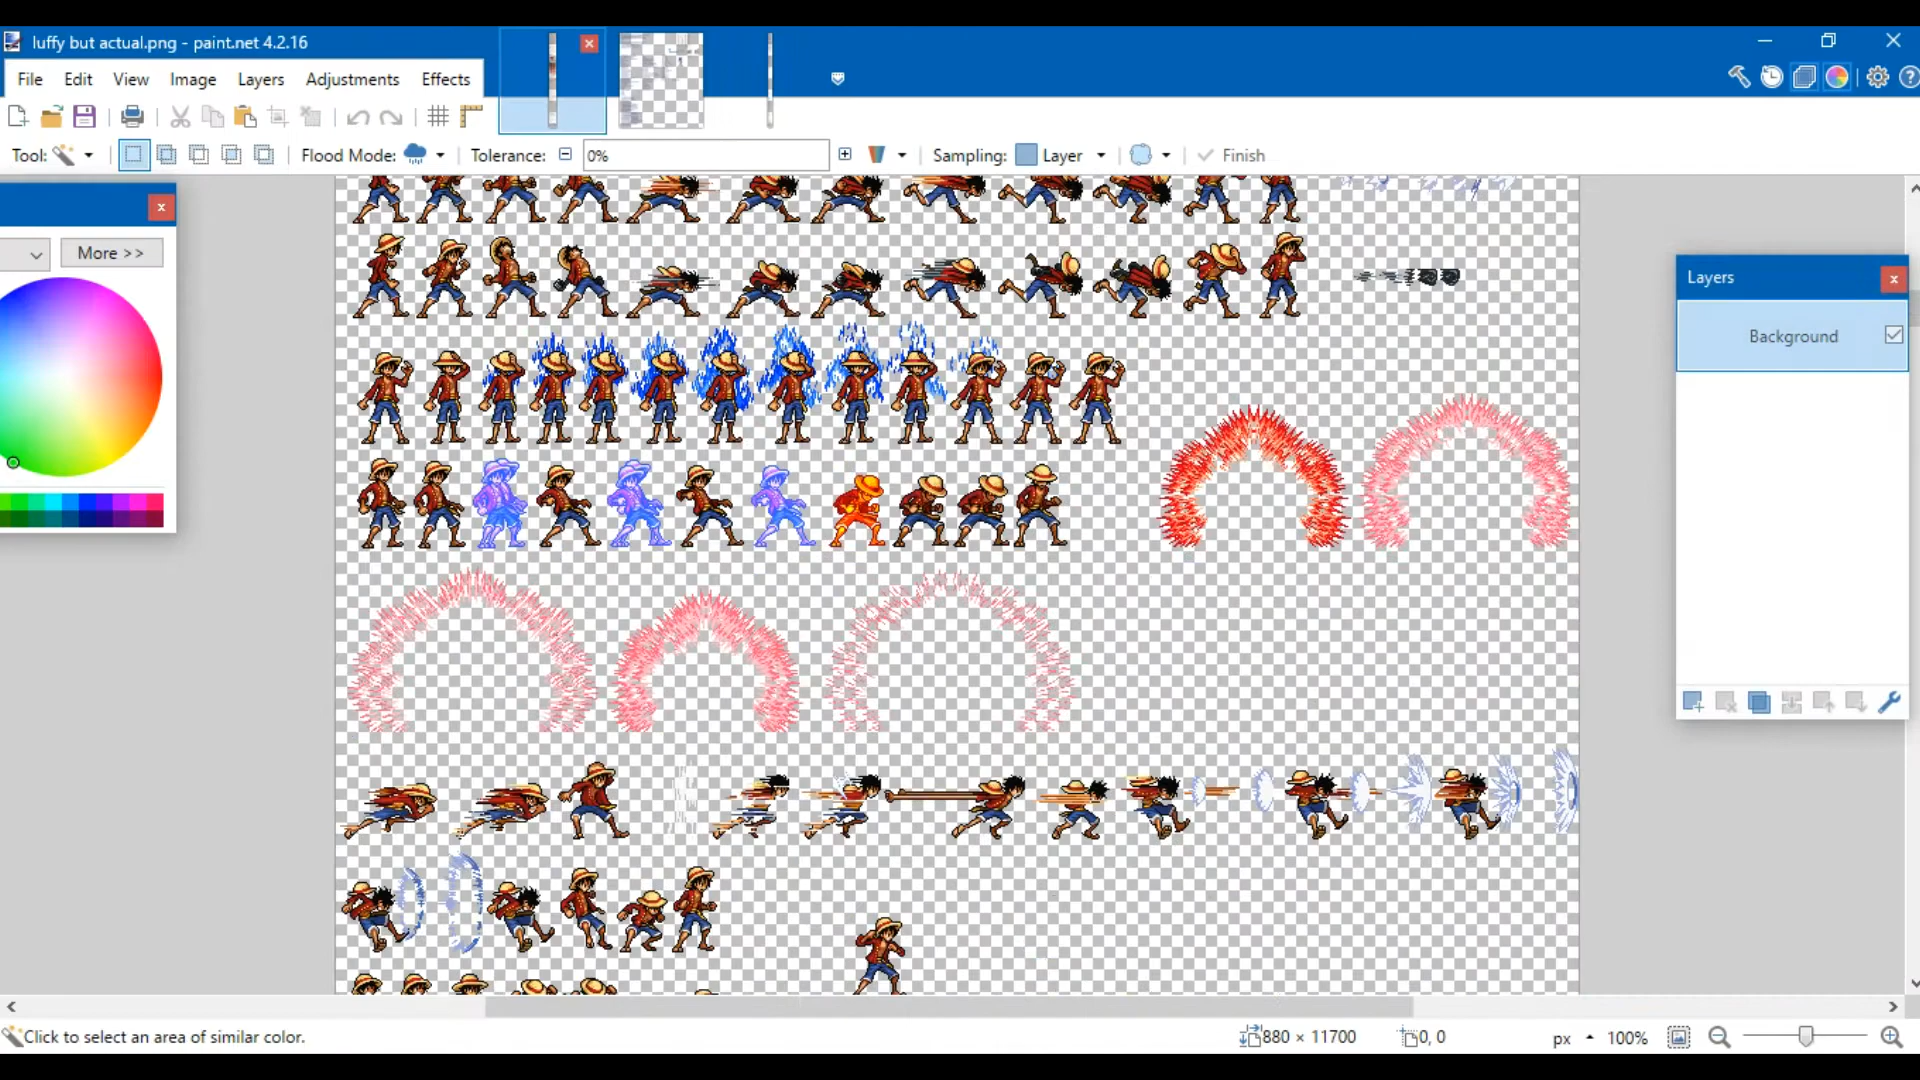 luffy but actual.png - paint.net 4.2.16
File Edit View Image Layers Adjustments Effects
Tool: Flood Mode: Tolerance: 0% Sampling: Layer Finish
More >>
Layers
Background
Click to select an area of similar color.
880 × 11700
0, 0
px
100%